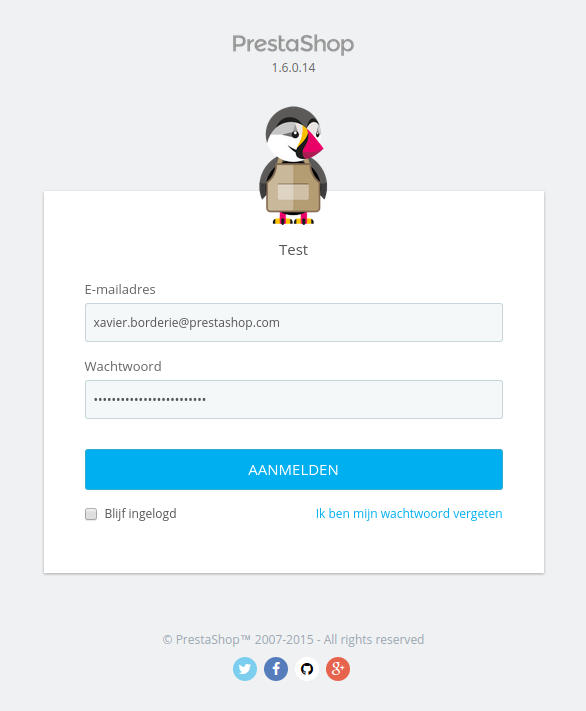 PrestaShop
1.6.0.14
Test
E-mailadres
xavier.borderie@prestashop.com
Wachtwoord
•••••••••••••••••••••••••
AANMELDEN
Blijf ingelogd
Ik ben mijn wachtwoord vergeten
© PrestaShop™ 2007-2015 - All rights reserved